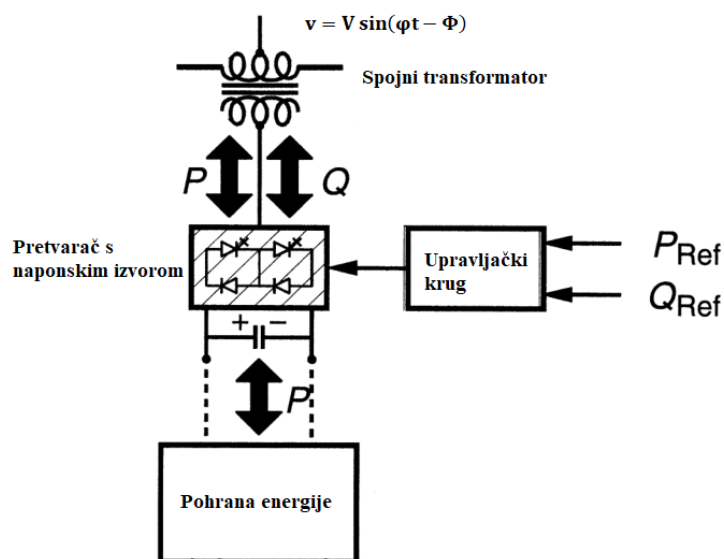 v = V sin(φt − Φ)
Spojni transformator
P
Q
Pretvarač s
naponskim izvorom
Upravljački
krug
PRef
QRef
+ −
P
Pohrana energije